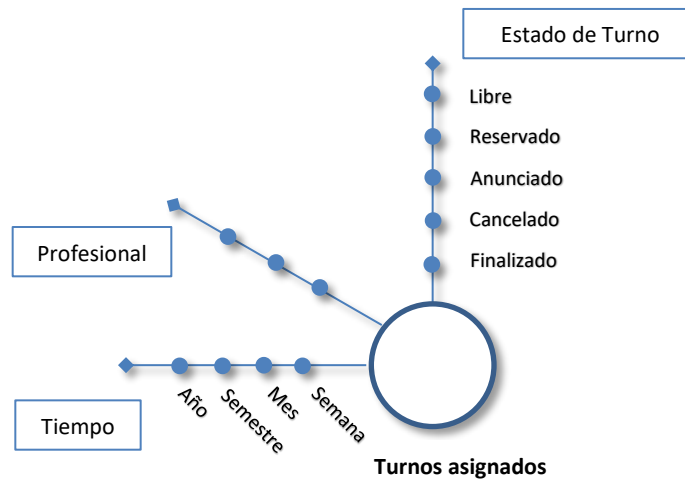 Estado de Turno
Libre
Reservado
Anunciado
Cancelado
Finalizado
Profesional
Tiempo
Año
Semestre
Mes
Semana
Turnos asignados